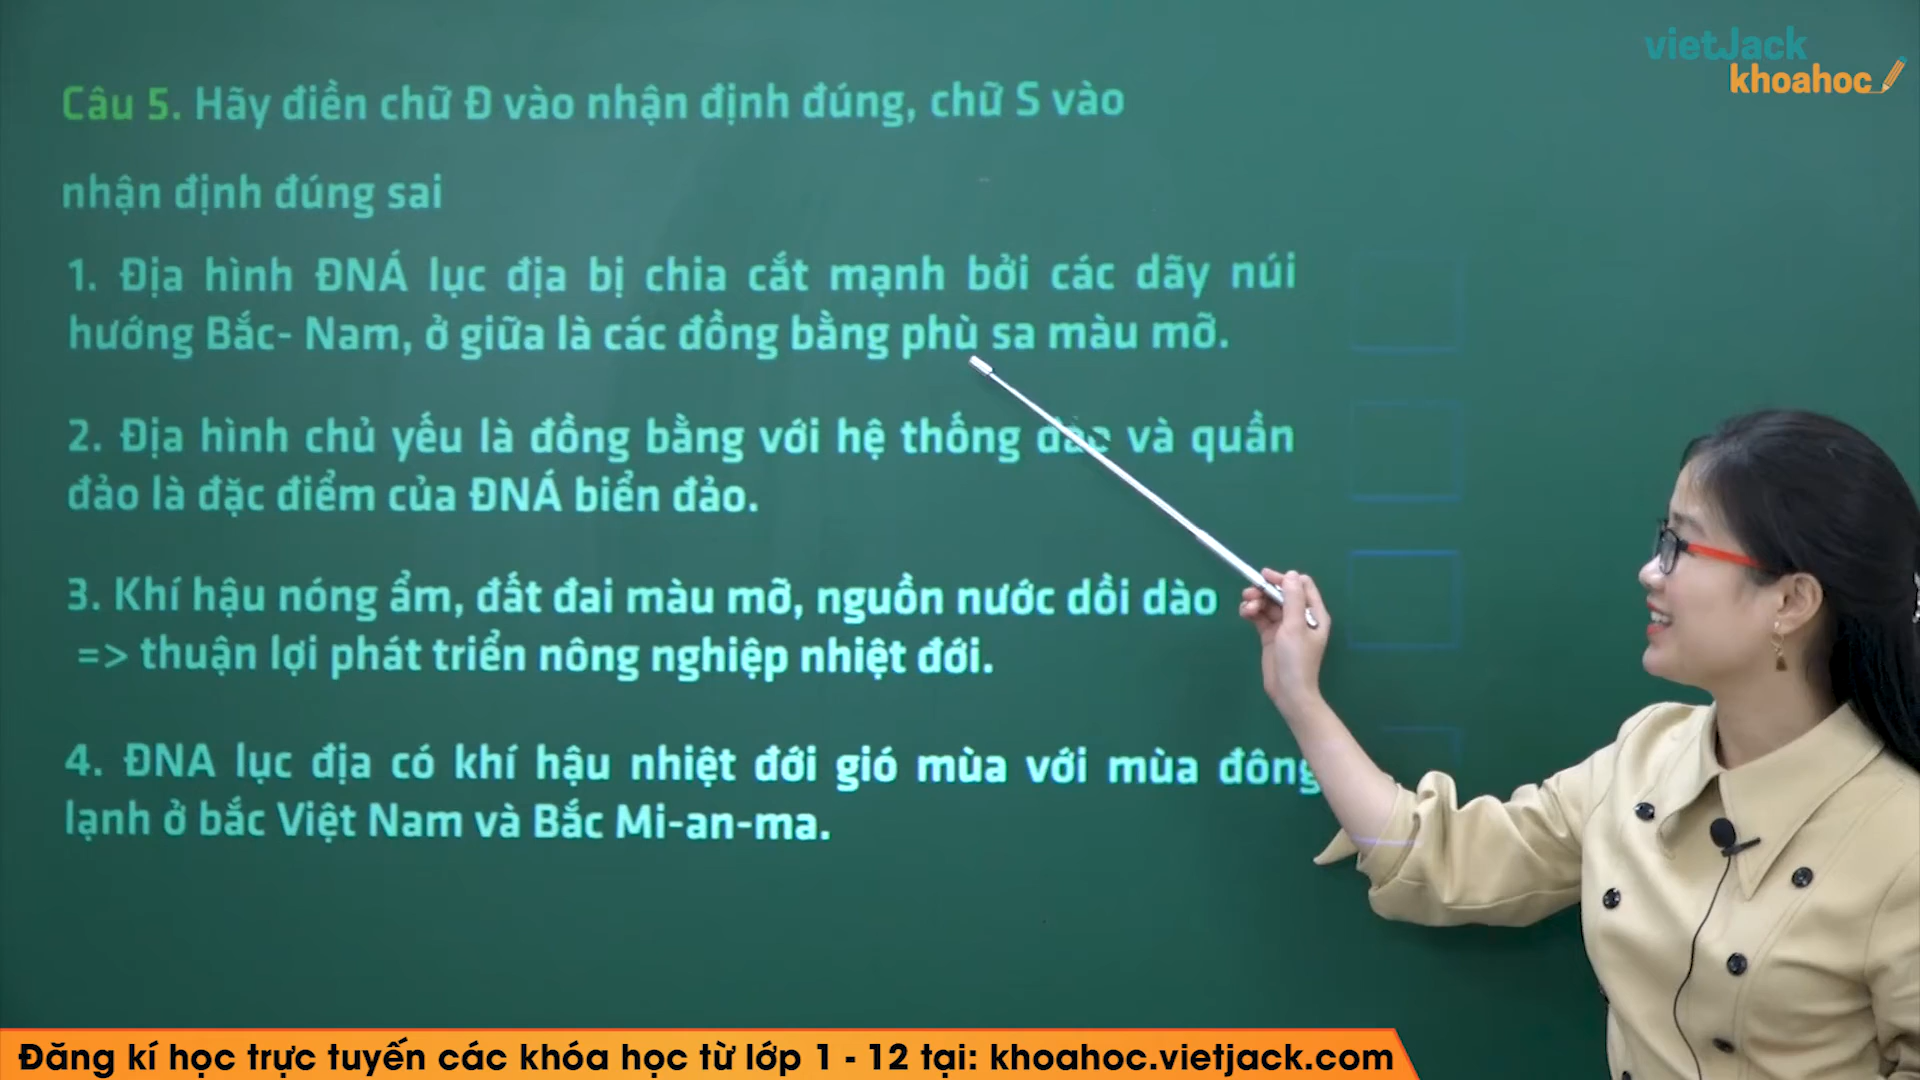 vietJack
khoahoc
Câu 5. Hãy điền chữ Đ vào nhận định đúng, chữ S vào
nhận định đúng sai
1. Địa hình ĐNÁ lục địa bị chia cắt mạnh bởi các dãy núi
hướng Bắc- Nam, ở giữa là các đồng bằng phù sa màu mỡ.
2. Địa hình chủ yếu là đồng bằng với hệ thống đảo và quần
đảo là đặc điểm của ĐNÁ biển đảo.
3. Khí hậu nóng ẩm, đất đai màu mỡ, nguồn nước dồi dào
=> thuận lợi phát triển nông nghiệp nhiệt đới.
4. ĐNA lục địa có khí hậu nhiệt đới gió mùa với mùa đông
lạnh ở bắc Việt Nam và Bắc Mi-an-ma.
Đăng kí học trực tuyến các khóa học từ lớp 1 - 12 tại: khoahoc.vietjack.com